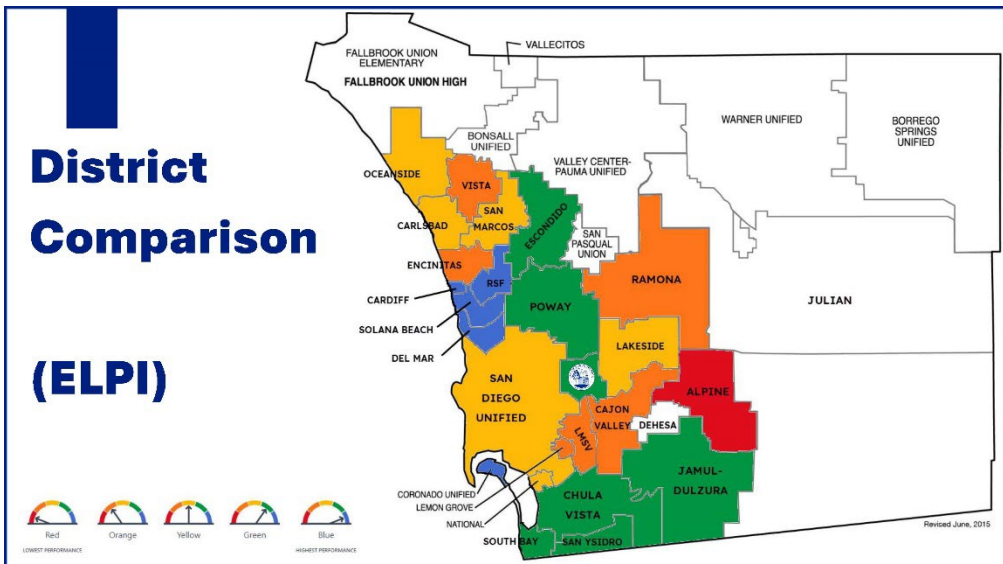 District
Comparison
(ELPI)
VALLECITOS
FALLBROOK UNION
ELEMENTARY
FALLBROOK UNION HIGH
BONSALL
UNIFIED
WARNER UNIFIED
BORREGO
SPRINGS
UNIFIED
VALLEY CENTER-
PAUMA UNIFIED
OCEANSIDE
VISTA
SAN
MARCOS
CARLSBAD
ESCONDIDO
SAN
PASQUAL
UNION
ENCINITAS
RSF
RAMONA
CARDIFF
POWAY
JULIAN
SOLANA BEACH
LAKESIDE
DEL MAR
SAN
DIEGO
UNIFIED
ALPINE
CAJON
VALLEY
DEHESA
LMSV
JAMUL-
DULZURA
CORONADO UNIFIED
LEMON GROVE
NATIONAL
CHULA
VISTA
SOUTH BAY
SAN YSIDRO
Revised June, 2015
Red
Orange
Yellow
Green
Blue
LOWEST PERFORMANCE
HIGHEST PERFORMANCE